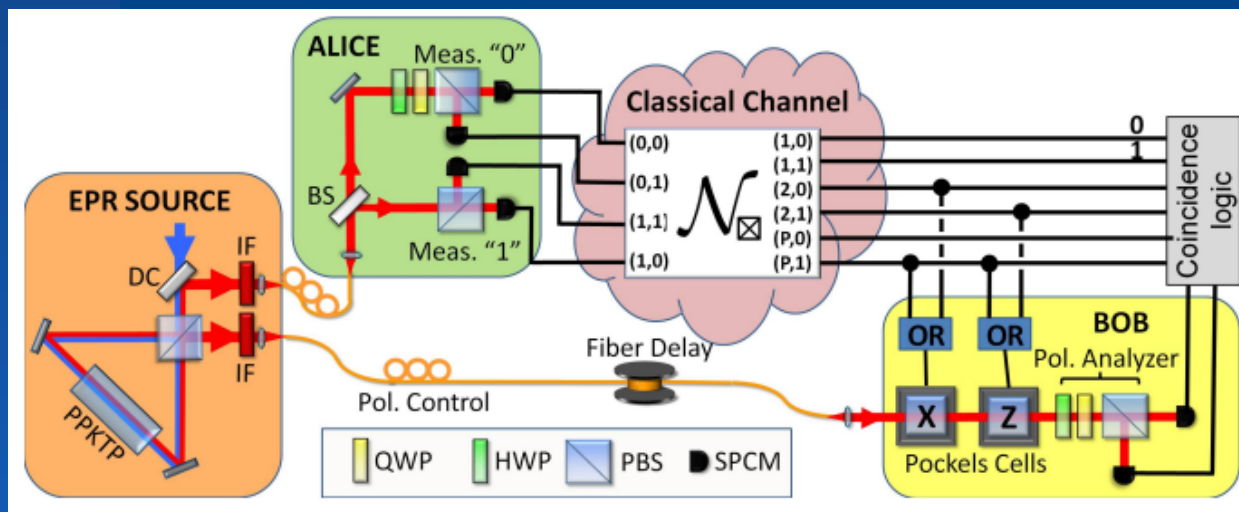 ALICE
Meas. “0”
BS
Meas. “1”
EPR SOURCE
DC
IF
IF
PPKTP
Classical Channel
(0,0)
(0,1)
(1,1)
(1,0)
N
(1,0)
(1,1)
(2,0)
(2,1)
(P,0)
(P,1)
0
1
Coincidence
logic
Fiber Delay
Pol. Control
BOB
OR
OR
Pol. Analyzer
X
Z
Pockels Cells
QWP
HWP
PBS
SPCM